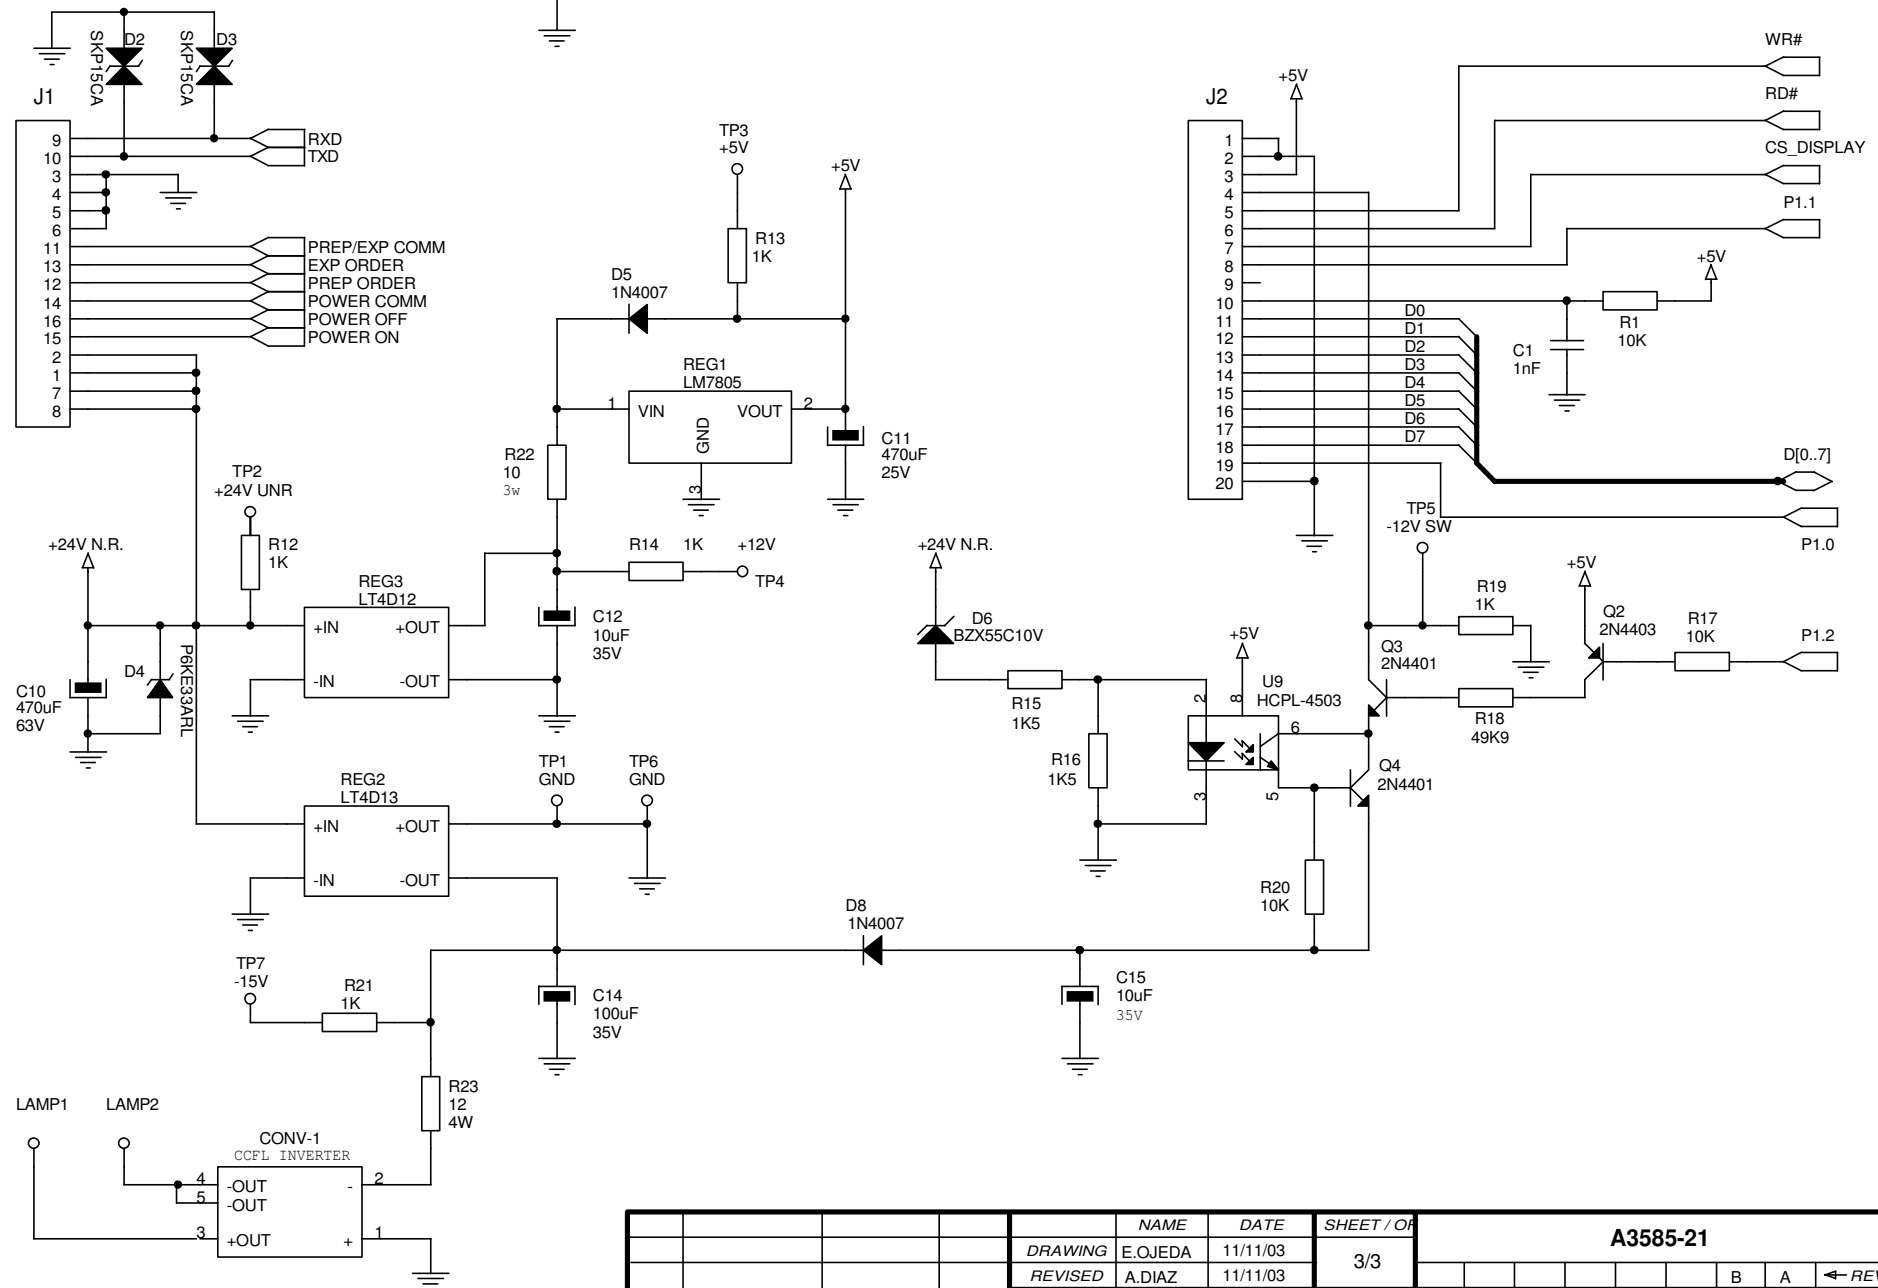 D2
SKP15CA
D3
SKP15CA
J1
9
10
3
4
5
6
11
13
12
14
16
15
2
1
7
8
RXD
TXD
PREP/EXP COMM
EXP ORDER
PREP ORDER
POWER COMM
POWER OFF
POWER ON
TP3
+5V
R13
1K
+5V
D5
1N4007
REG1
LM7805
1
VIN
VOUT
2
GND
3
C11
470uF
25V
R22
10
3w
TP2
+24V UNR
+24V N.R.
R12
1K
R14
1K
+12V
TP4
REG3
LT4D12
+IN
+OUT
-IN
-OUT
C12
10uF
35V
D4
P6KE33ARL
C10
470uF
63V
TP1
GND
TP6
GND
REG2
LT4D13
+IN
+OUT
-IN
-OUT
TP7
-15V
R21
1K
C14
100uF
35V
R23
12
4W
LAMP1
LAMP2
CONV-1
CCFL INVERTER
4
-OUT
-
2
5
-OUT
3
+OUT
+
1
D8
1N4007
C15
10uF
35V
J2
+5V
1
2
3
4
5
6
7
8
9
10
11
12
13
14
15
16
17
18
19
20
WR#
RD#
CS_DISPLAY
P1.1
+5V
R1
10K
C1
1nF
D0
D1
D2
D3
D4
D5
D6
D7
D[0..7]
P1.0
TP5
-12V SW
+24V N.R.
D6
BZX55C10V
+5V
R15
1K5
R16
1K5
U9
HCPL-4503
2
8
6
3
5
Q3
2N4401
Q4
2N4401
R19
1K
R18
49K9
+5V
Q2
2N4403
R17
10K
P1.2
R20
10K
NAME
DATE
SHEET / OF
A3585-21
DRAWING
E.OJEDA
11/11/03
3/3
REVISED
A.DIAZ
11/11/03
B
A